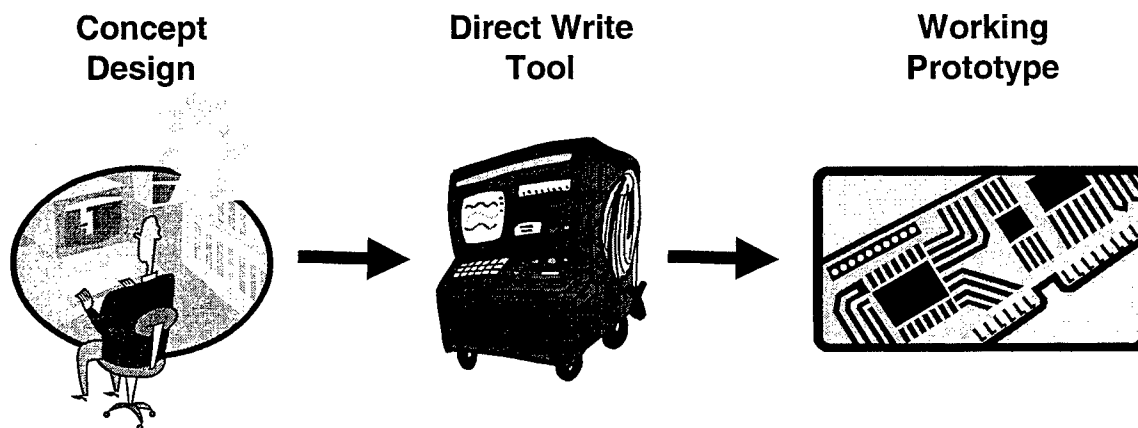 Concept
Design
Direct Write
Tool
Working
Prototype